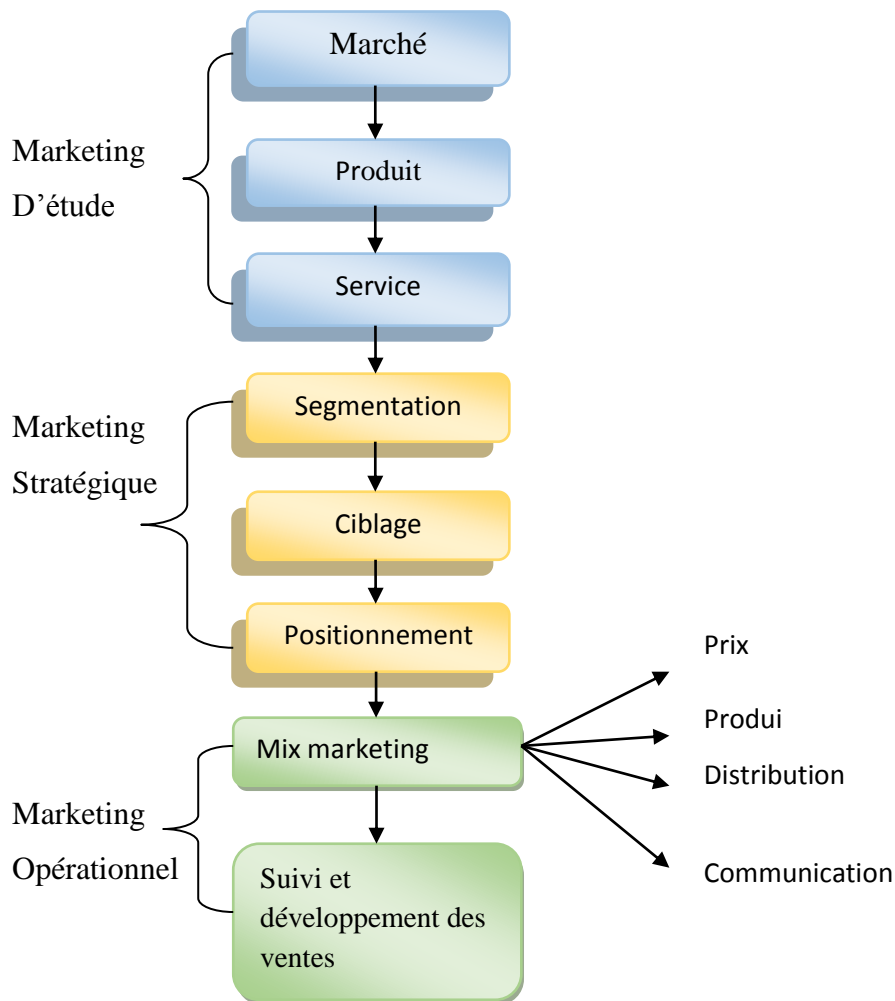 Marché
Marketing
D’étude
Produit
Service
Marketing
Stratégique
Segmentation
Ciblage
Positionnement
Prix
Produi
Distribution
Communication
Mix marketing
Marketing
Opérationnel
Suivi et
développement des
ventes